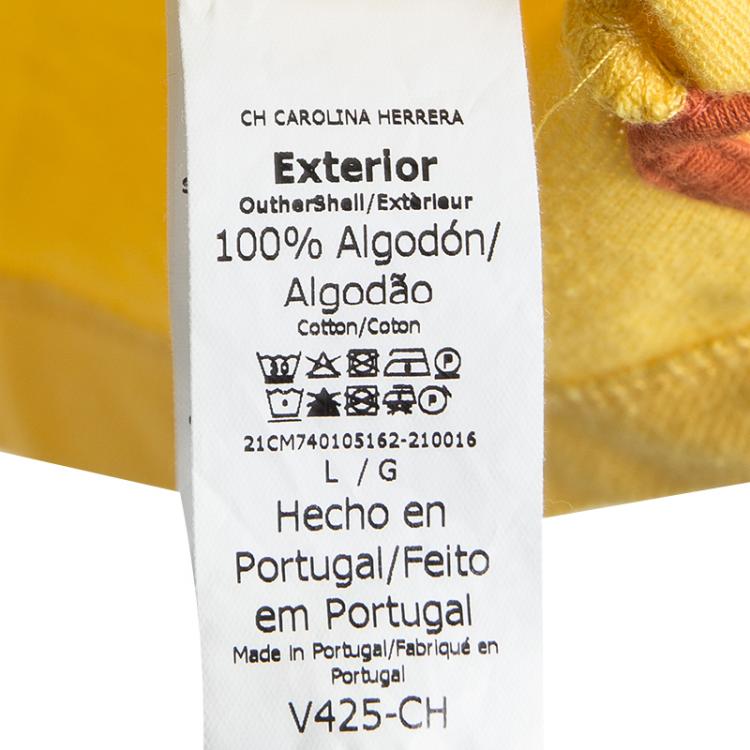 CH CAROLINA HERRERA
Exterior
OutherShell/Extèrieur
100% Algodón/
Algodão
Cotton/Coton
21CM740105162-210016
L / G
Hecho en
Portugal/Feito
em Portugal
Made in Portugal/Fabriqué en
Portugal
V425-CH